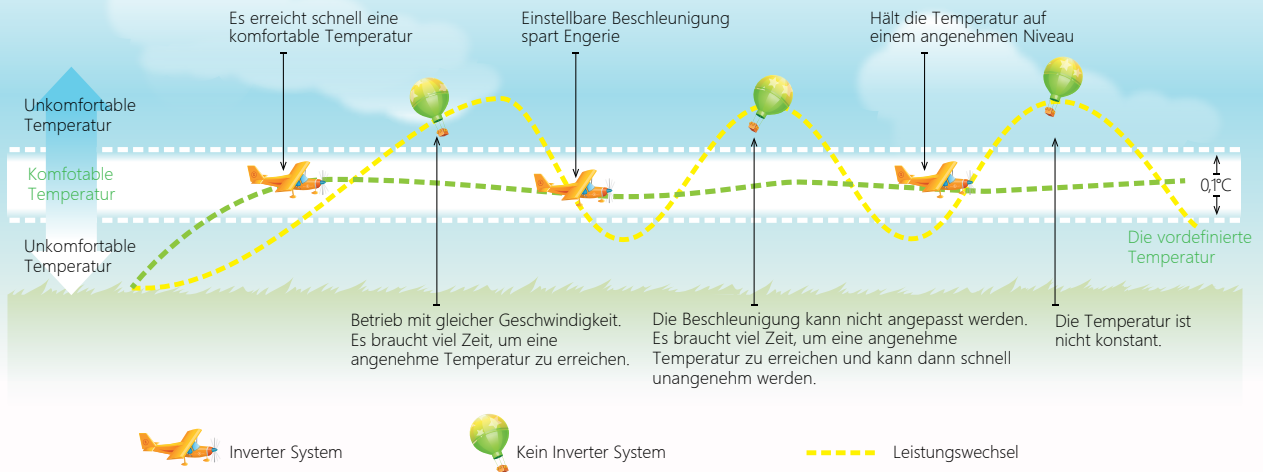 Es erreicht schnell eine
komfortable Temperatur
Einstellbare Beschleunigung
spart Engerie
Hält die Temperatur auf
einem angenehmen Niveau
Unkomfortable
Temperatur
Komfotable
Temperatur
0,1°C
Unkomfortable
Temperatur
Die vordefinierte
Temperatur
Betrieb mit gleicher Geschwindigkeit.
Es braucht viel Zeit, um eine
angenehme Temperatur zu erreichen.
Die Beschleunigung kann nicht angepasst werden.
Es braucht viel Zeit, um eine angenehme
Temperatur zu erreichen und kann dann schnell
unangenehm werden.
Die Temperatur ist
nicht konstant.
Inverter System
Kein Inverter System
Leistungswechsel